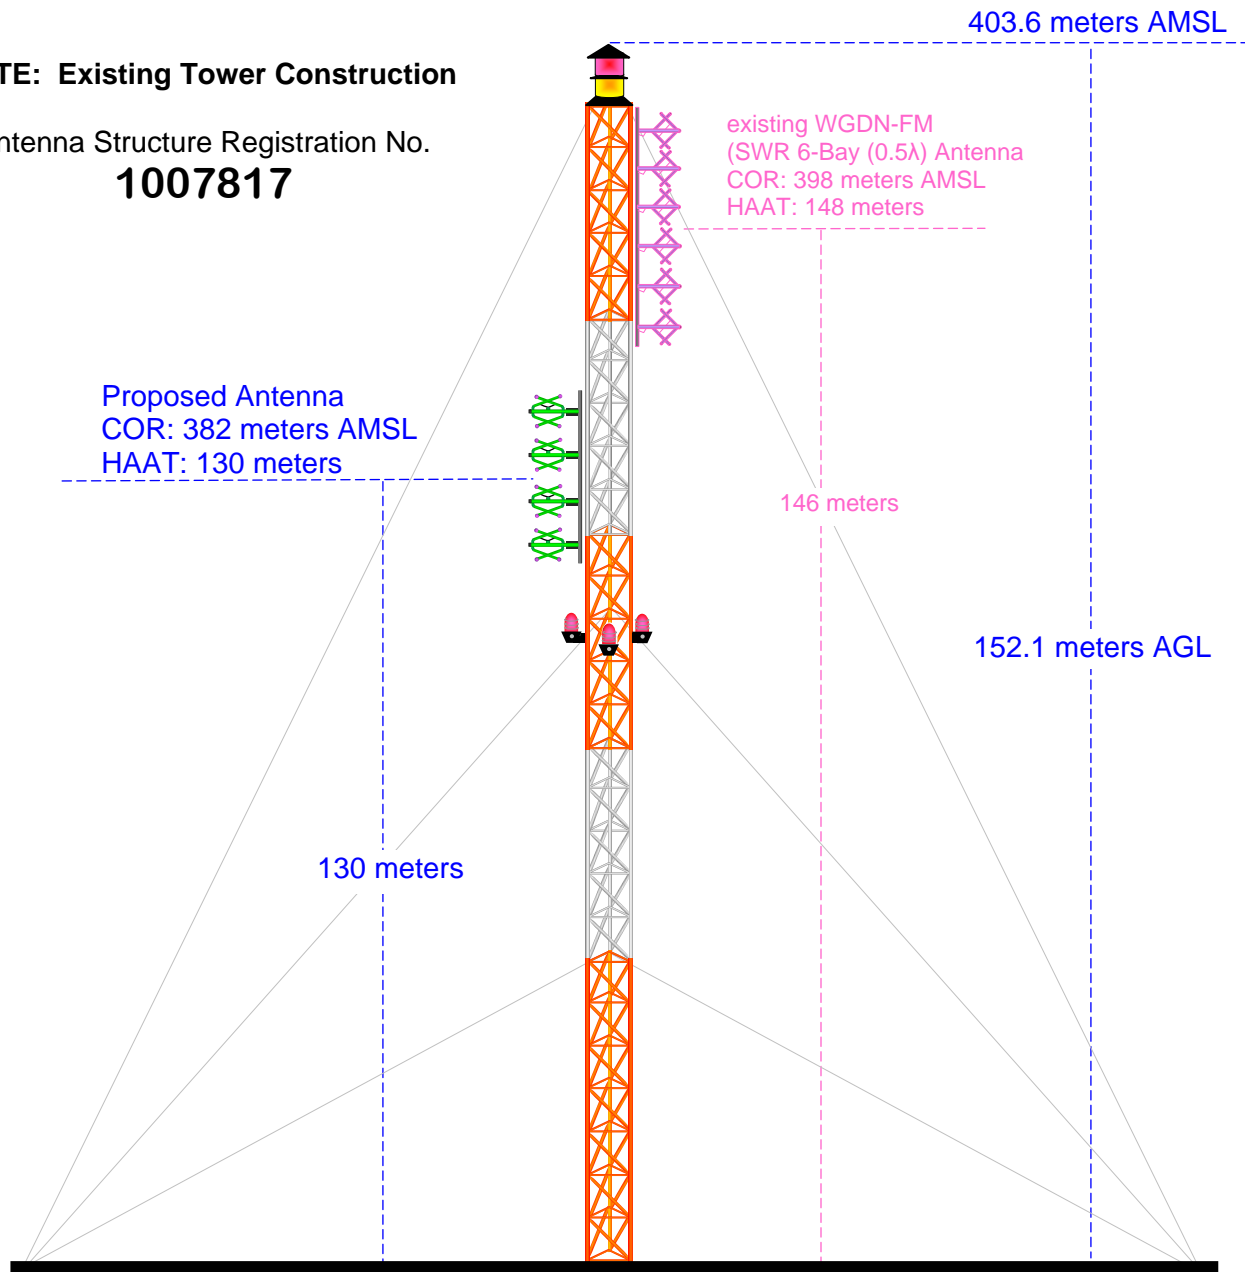 403.6 meters AMSL
TE: Existing Tower Construction
ntenna Structure Registration No.
1007817
existing WGDN-FM
(SWR 6-Bay (0.5λ) Antenna
COR: 398 meters AMSL
HAAT: 148 meters
Proposed Antenna
COR: 382 meters AMSL
HAAT: 130 meters
146 meters
152.1 meters AGL
130 meters